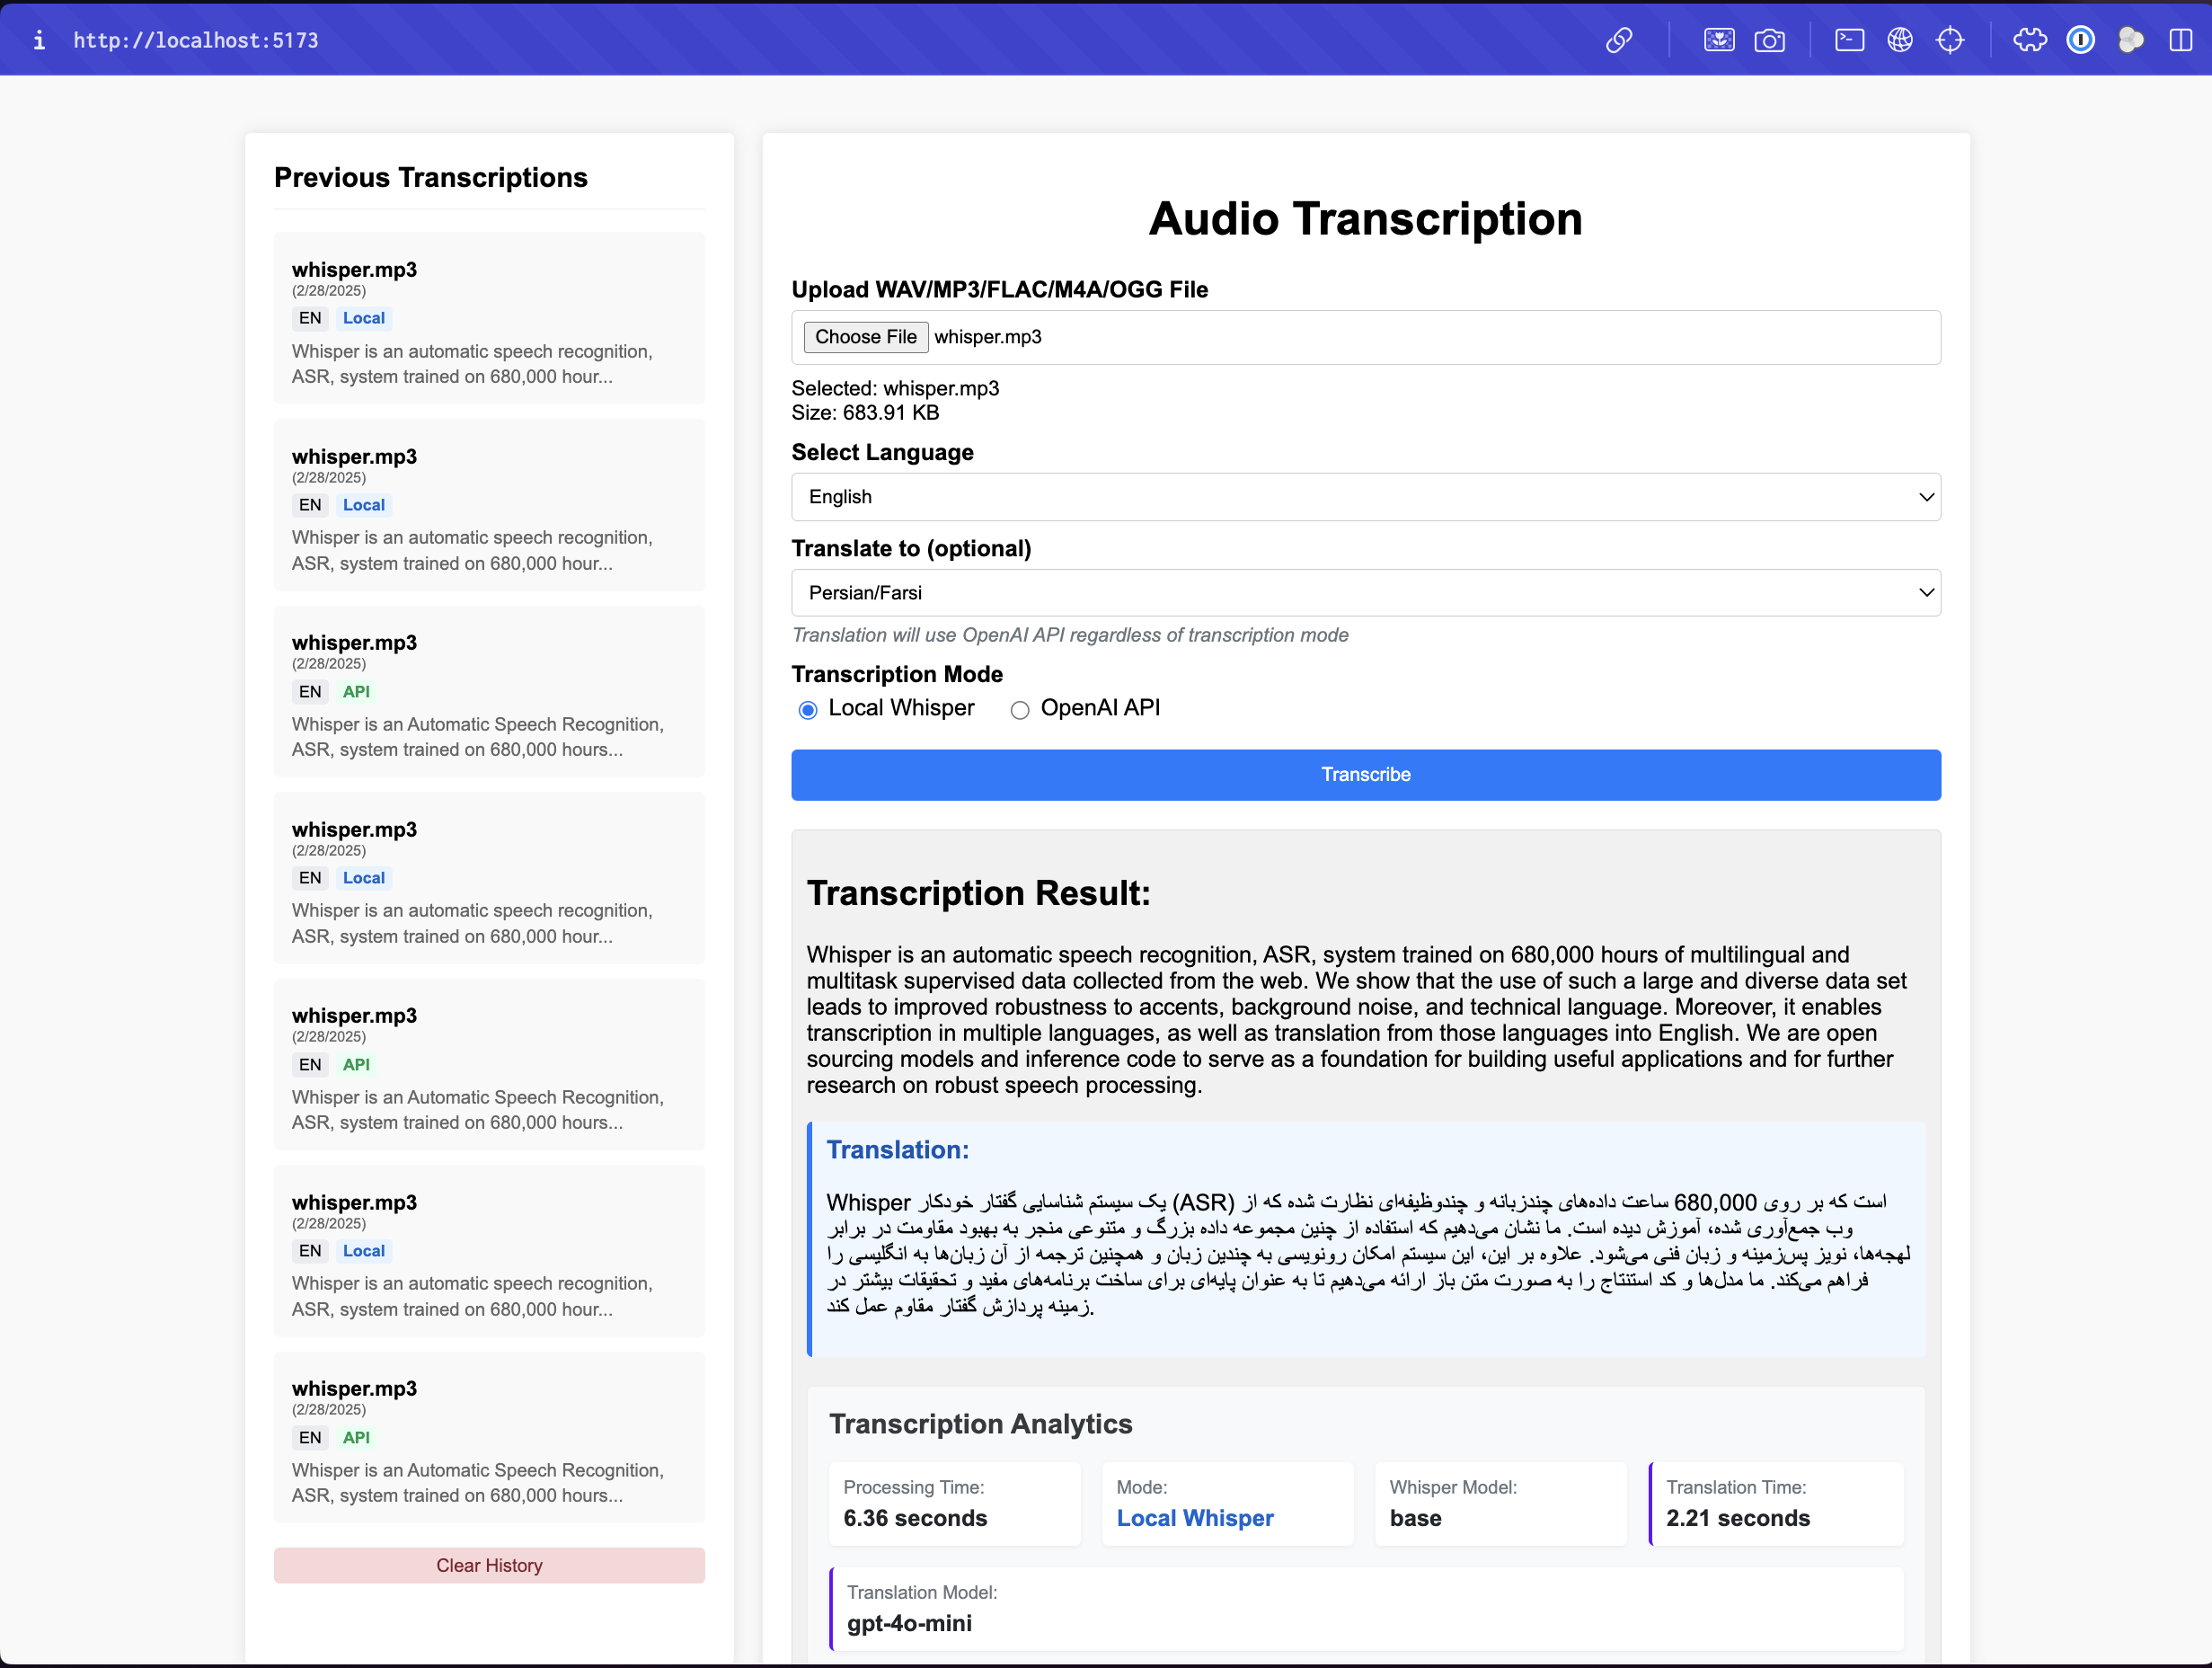 http://localhost:5173
Previous Transcriptions
whisper.mp3
(2/28/2025)
EN Local
Whisper is an automatic speech recognition,
ASR, system trained on 680,000 hour...
whisper.mp3
(2/28/2025)
EN Local
Whisper is an automatic speech recognition,
ASR, system trained on 680,000 hour...
whisper.mp3
(2/28/2025)
EN API
Whisper is an Automatic Speech Recognition,
ASR, system trained on 680,000 hours...
whisper.mp3
(2/28/2025)
EN Local
Whisper is an automatic speech recognition,
ASR, system trained on 680,000 hour...
whisper.mp3
(2/28/2025)
EN API
Whisper is an Automatic Speech Recognition,
ASR, system trained on 680,000 hours...
whisper.mp3
(2/28/2025)
EN Local
Whisper is an automatic speech recognition,
ASR, system trained on 680,000 hour...
whisper.mp3
(2/28/2025)
EN API
Whisper is an Automatic Speech Recognition,
ASR, system trained on 680,000 hours...
Clear History
Audio Transcription
Upload WAV/MP3/FLAC/M4A/OGG File
Choose File whisper.mp3
Selected: whisper.mp3
Size: 683.91 KB
Select Language
English
Translate to (optional)
Persian/Farsi
Translation will use OpenAI API regardless of transcription mode
Transcription Mode
Local Whisper OpenAI API
Transcribe
Transcription Result:
Whisper is an automatic speech recognition, ASR, system trained on 680,000 hours of multilingual and
multitask supervised data collected from the web. We show that the use of such a large and diverse data set
leads to improved robustness to accents, background noise, and technical language. Moreover, it enables
transcription in multiple languages, as well as translation from those languages into English. We are open
sourcing models and inference code to serve as a foundation for building useful applications and for further
research on robust speech processing.
Translation:
Whisper یک سیستم شناسایی گفتار خودکار (ASR) است که بر روی 680,000 ساعت داده‌های چندزبانه و چندوظیفه‌ای نظارت شده که از
وب جمع‌آوری شده، آموزش دیده است. ما نشان می‌دهیم که استفاده از چنین مجموعه داده بزرگ و متنوعی منجر به بهبود مقاومت در برابر
لهجه‌ها، نویز پس‌زمینه و زبان فنی می‌شود. علاوه بر این، این سیستم امکان رونویسی به چندین زبان و همچنین ترجمه از آن زبان‌ها به انگلیسی را
فراهم می‌کند. ما مدل‌ها و کد استنتاج را به صورت متن باز ارائه می‌دهیم تا به عنوان پایه‌ای برای ساخت برنامه‌های مفید و تحقیقات بیشتر در
زمینه پردازش گفتار مقاوم عمل کند.
Transcription Analytics
Processing Time:
6.36 seconds
Mode:
Local Whisper
Whisper Model:
base
Translation Time:
2.21 seconds
Translation Model:
gpt-4o-mini